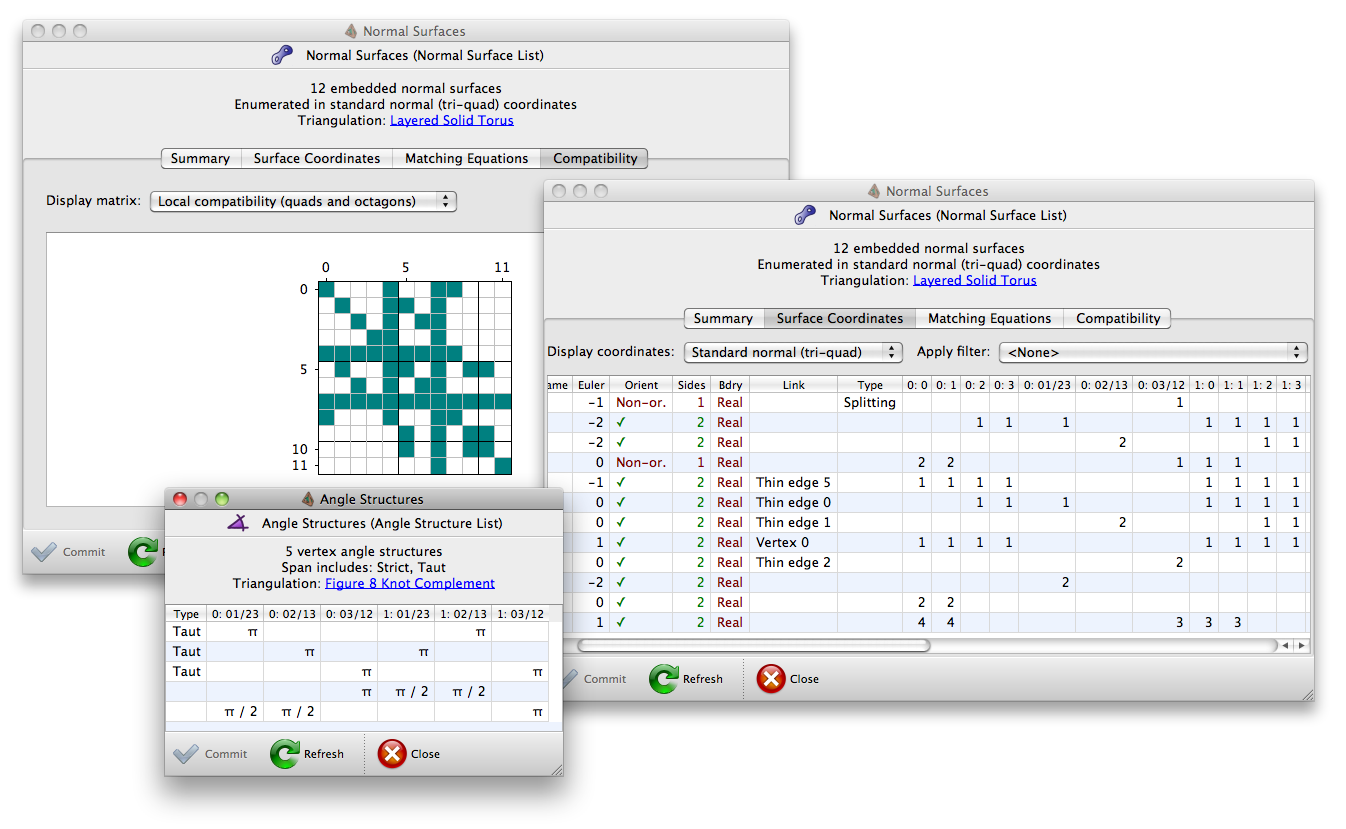 Normal Surfaces
Normal Surfaces (Normal Surface List)
12 embedded normal surfaces
Enumerated in standard normal (tri-quad) coordinates
Triangulation: Layered Solid Torus
Summary Surface Coordinates Matching Equations Compatibility
Display matrix: Local compatibility (quads and octagons)
0 5 11
0
5
10
11
Commit
Normal Surfaces
Normal Surfaces (Normal Surface List)
12 embedded normal surfaces
Enumerated in standard normal (tri-quad) coordinates
Triangulation: Layered Solid Torus
Summary Surface Coordinates Matching Equations Compatibility
Display coordinates: Standard normal (tri-quad) Apply filter: <None>
ame Euler Orient Sides Bdry Link Type 0: 0 0: 1 0: 2 0: 3 0: 01/23 0: 02/13 0: 03/12 1: 0 1: 1 1: 2 1: 3
-1 Non-or. 1 Real Splitting 1
-2 ✓ 2 Real 1 1 1 1 1 1 1
-2 ✓ 2 Real 2 1 1
0 Non-or. 1 Real 2 2 1 1 1
-1 ✓ 2 Real Thin edge 5 1 1 1 1 1 1 1 1
0 ✓ 2 Real Thin edge 0 1 1 1 1 1 1 1
0 ✓ 2 Real Thin edge 1 2 1 1
1 ✓ 2 Real Vertex 0 1 1 1 1 1 1 1 1
0 ✓ 2 Real Thin edge 2 2
-2 ✓ 2 Real 2
0 ✓ 2 Real 2 2
1 ✓ 2 Real 4 4 3 3 3
Commit Refresh Close
Angle Structures
Angle Structures (Angle Structure List)
5 vertex angle structures
Span includes: Strict, Taut
Triangulation: Figure 8 Knot Complement
Type 0: 01/23 0: 02/13 0: 03/12 1: 01/23 1: 02/13 1: 03/12
Taut π π
Taut π π
Taut π π
π π / 2 π / 2
π / 2 π / 2 π
Commit Refresh Close